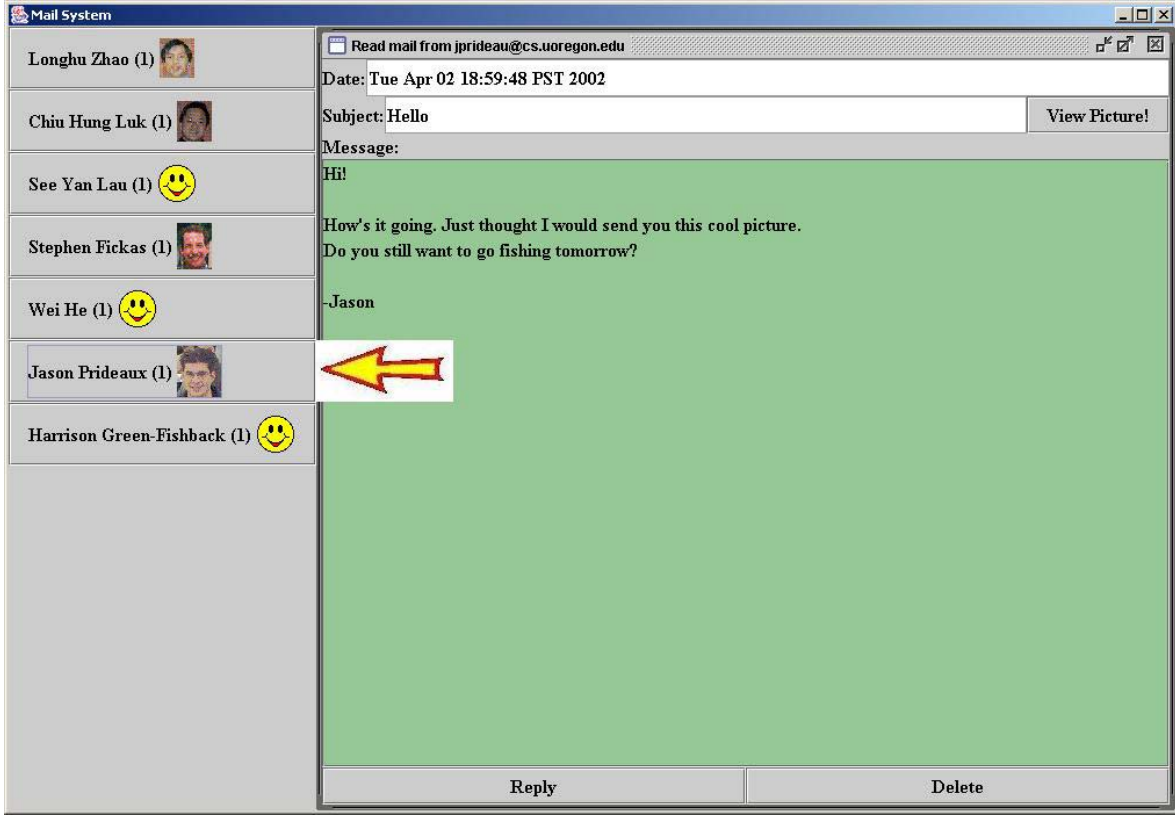 Mail System
Longhu Zhao (1)
Chiu Hung Luk (1)
See Yan Lau (1)
Stephen Fickas (1)
Wei He (1)
Jason Prideaux (1)
Harrison Green-Fishback (1)
Read mail from jprideau@cs.uoregon.edu
Date: Tue Apr 02 18:59:48 PST 2002
Subject: Hello View Picture!
Message:
Hi!
How's it going. Just thought I would send you this cool picture.
Do you still want to go fishing tomorrow?
-Jason
Reply Delete